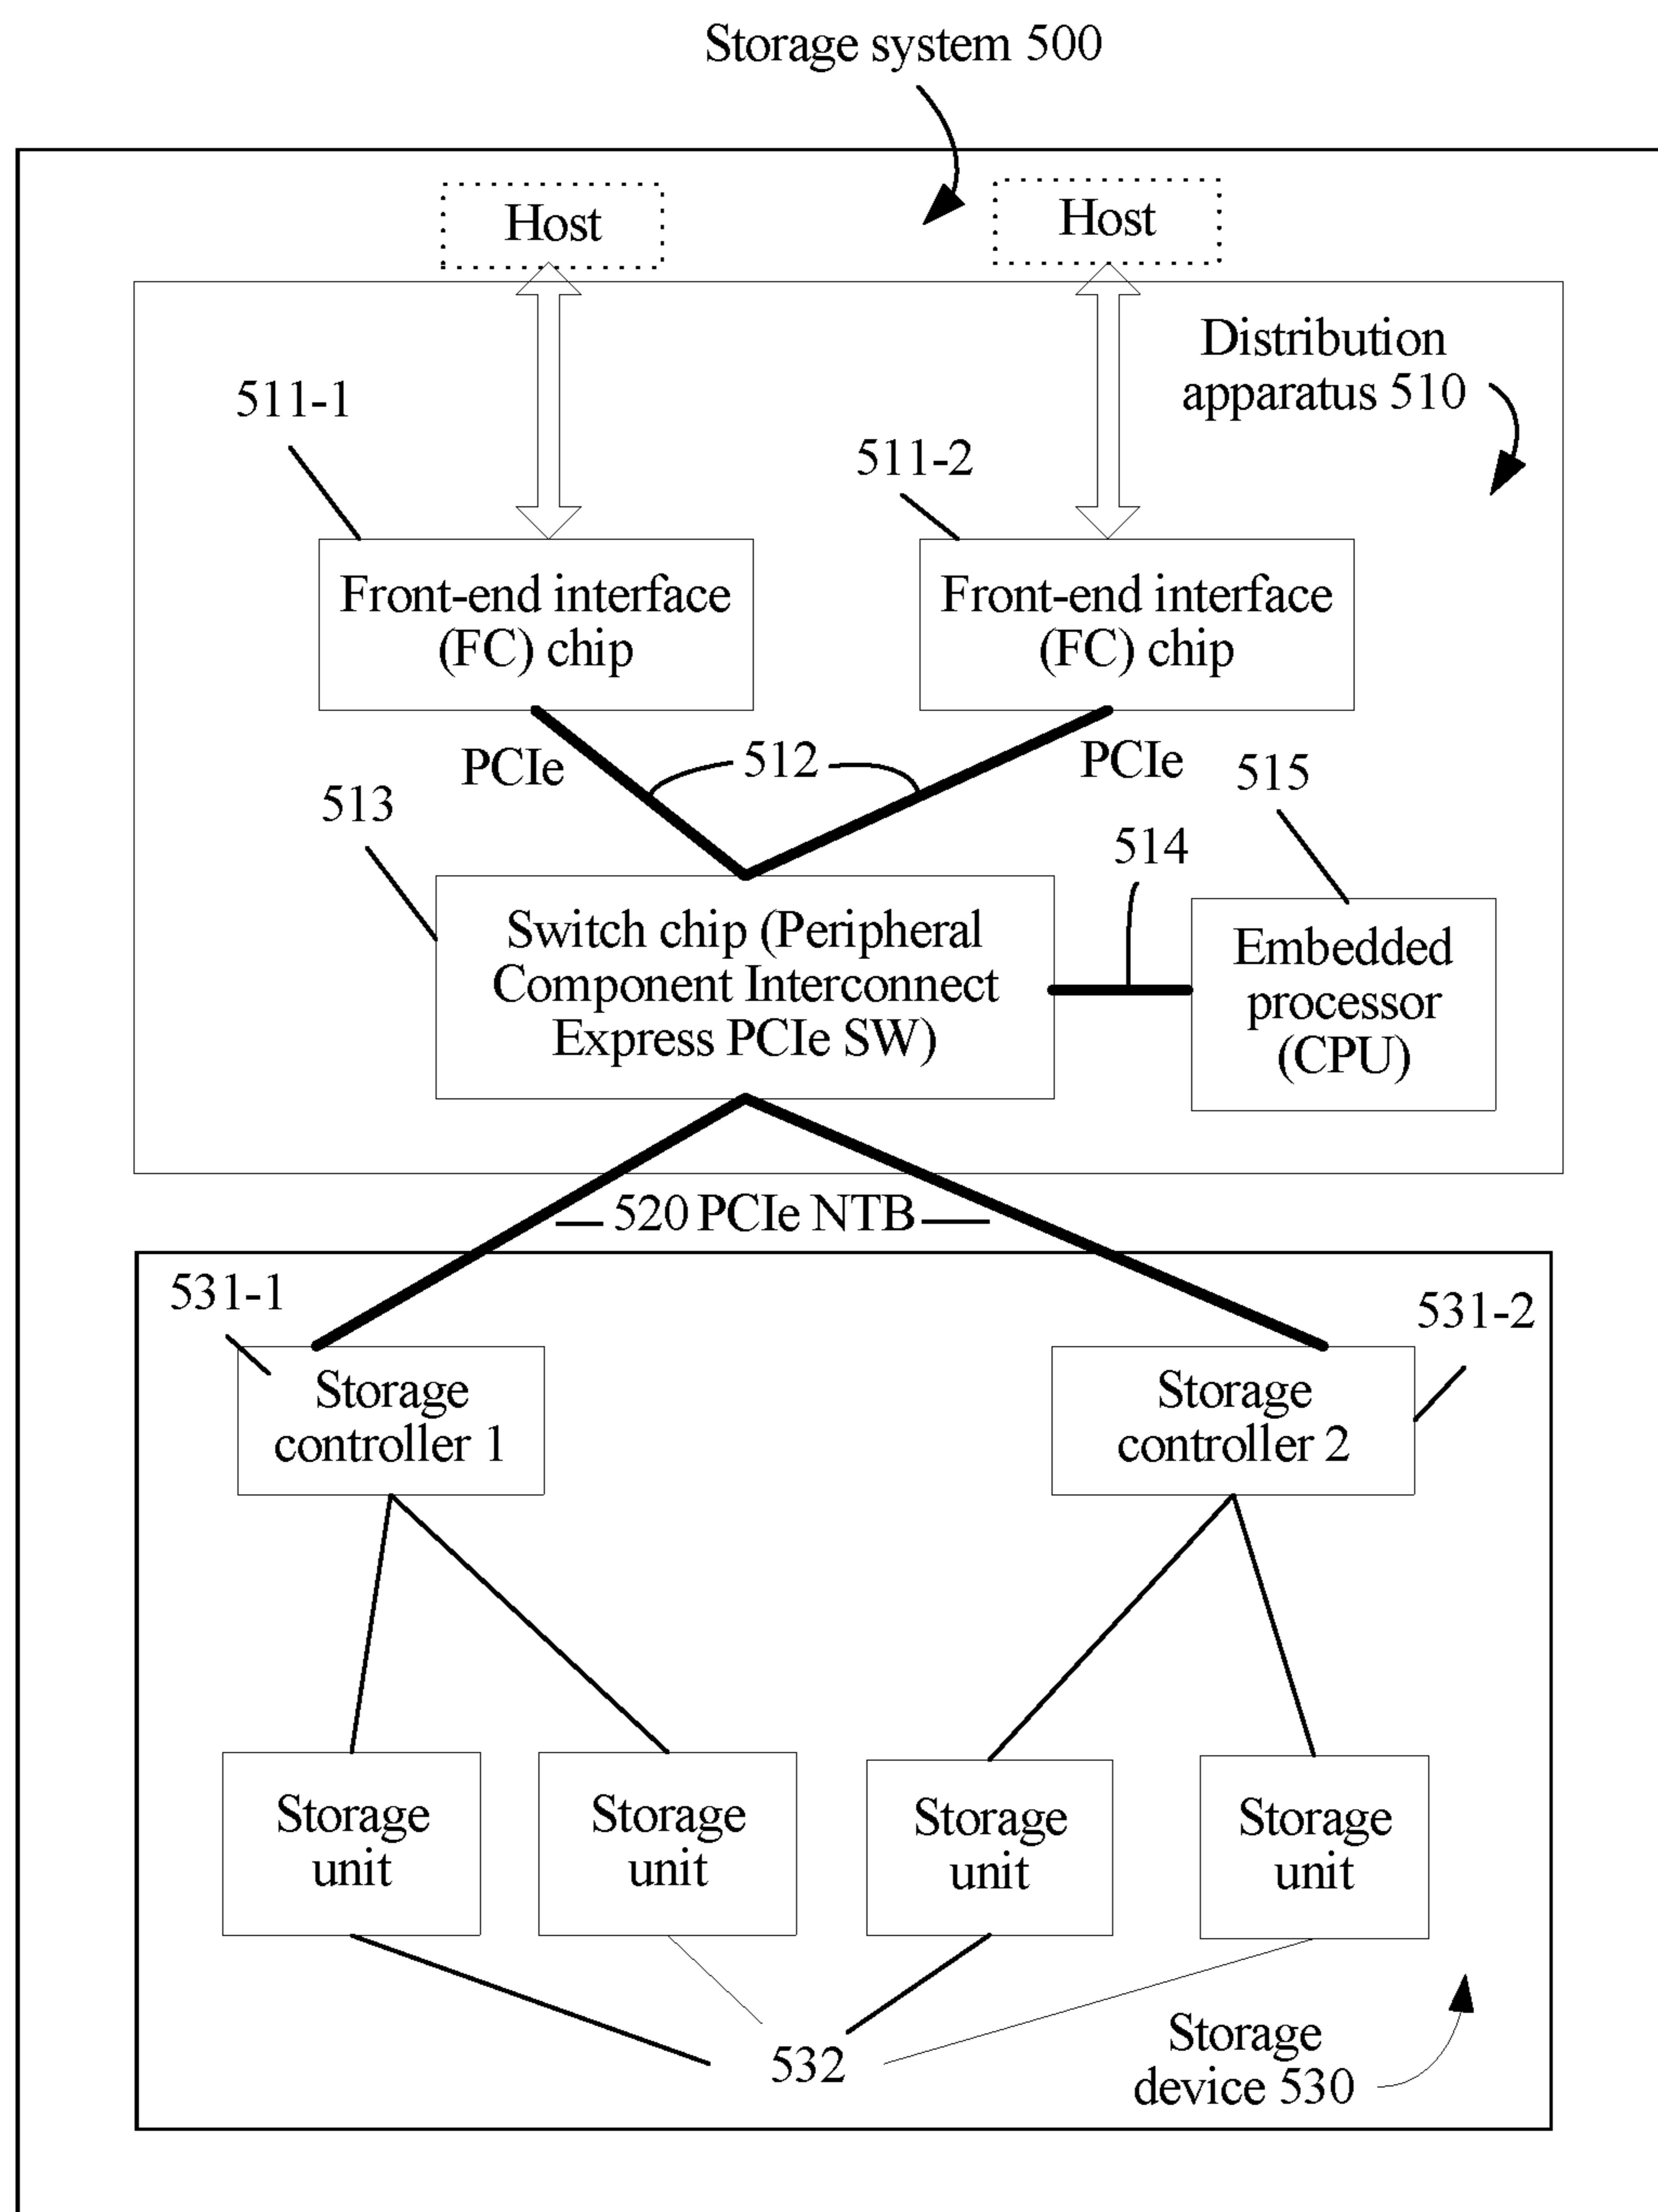 Storage system 500
Host
Host
Distribution
apparatus 510
511-1
511-2
Front-end interface
(FC) chip
Front-end interface
(FC) chip
PCIe
512
PCIe
515
513
514
Switch chip (Peripheral
Component Interconnect
Express PCIe SW)
Embedded
processor
(CPU)
520 PCIe NTB
531-1
531-2
Storage
controller 1
Storage
controller 2
Storage
unit
Storage
unit
Storage
unit
Storage
unit
532
Storage
device 530